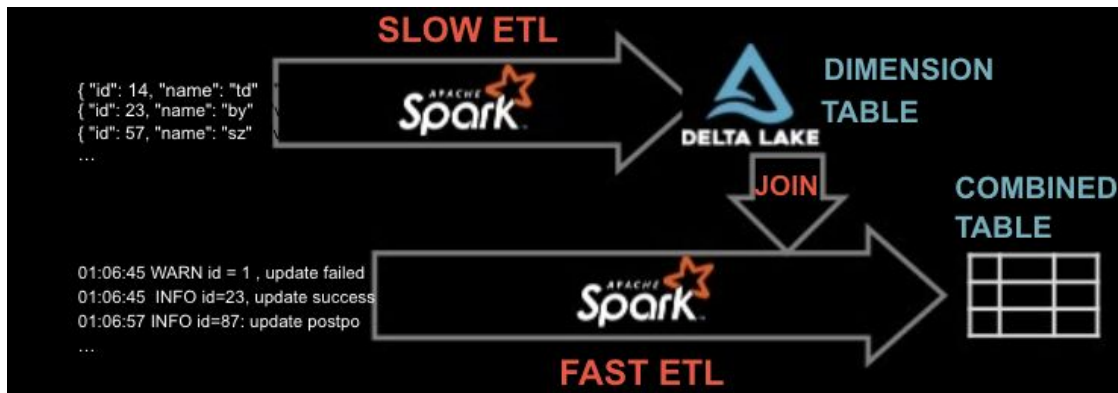 SLOW ETL
{ "id": 14, "name": "td"
{ "id": 23, "name": "by"
{ "id": 57, "name": "sz"
…
APACHE
Spark
DELTA LAKE
DIMENSION
TABLE
JOIN
COMBINED
TABLE
01:06:45 WARN id = 1 , update failed
01:06:45 INFO id=23, update success
01:06:57 INFO id=87: update postpo
…
APACHE
Spark
FAST ETL